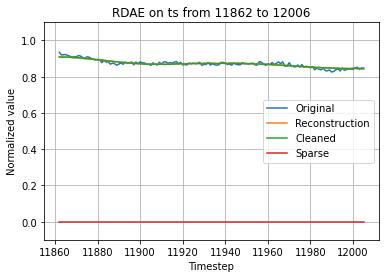 RDAE on ts from 11862 to 12006
Normalized value
1.0
0.8
0.6
0.4
0.2
0.0
Original
Reconstruction
Cleaned
Sparse
11860 11880 11900 11920 11940 11960 11980 12000
Timestep